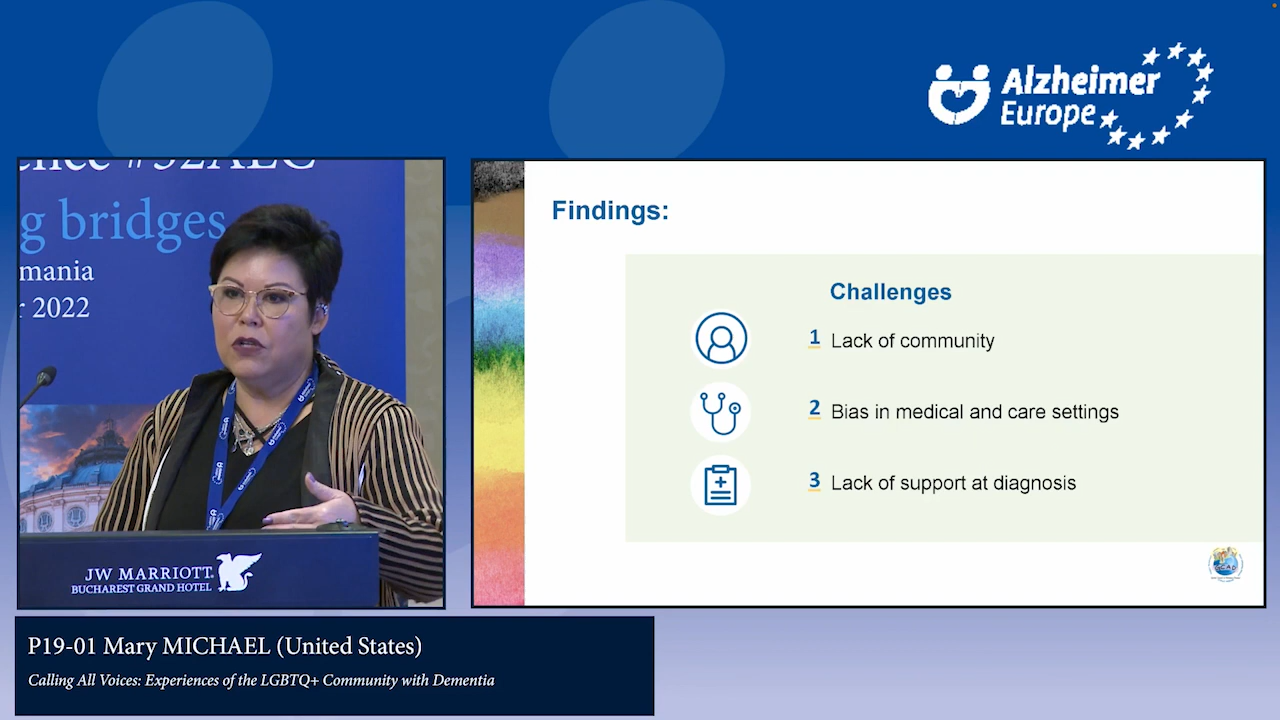 Alzheimer
Europe
#32AEC
g bridges
mania
2022
JW MARRIOTT
BUCHAREST GRAND HOTEL
Findings:
Challenges
1 Lack of community
2 Bias in medical and care settings
3 Lack of support at diagnosis
P19-01 Mary MICHAEL (United States)
Calling All Voices: Experiences of the LGBTQ+ Community with Dementia